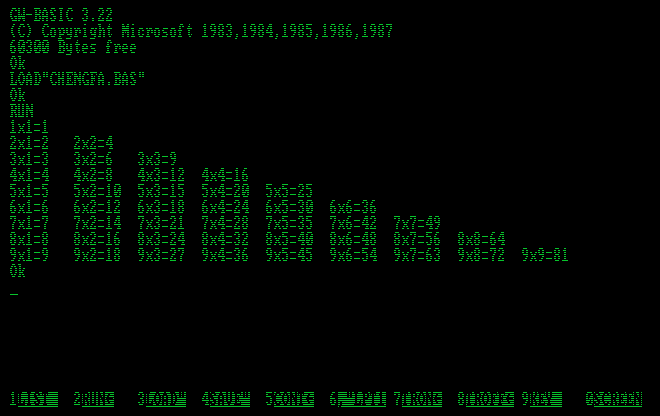 GW-BASIC 3.22
(C) Copyright Microsoft 1983,1984,1985,1986,1987
60300 Bytes free
Ok
LOAD"CHENGFA.BAS"
Ok
RUN
1x1=1
2x1=2   2x2=4
3x1=3   3x2=6   3x3=9
4x1=4   4x2=8   4x3=12  4x4=16
5x1=5   5x2=10  5x3=15  5x4=20  5x5=25
6x1=6   6x2=12  6x3=18  6x4=24  6x5=30  6x6=36
7x1=7   7x2=14  7x3=21  7x4=28  7x5=35  7x6=42  7x7=49
8x1=8   8x2=16  8x3=24  8x4=32  8x5=40  8x6=48  8x7=56  8x8=64
9x1=9   9x2=18  9x3=27  9x4=36  9x5=45  9x6=54  9x7=63  9x8=72  9x9=81
Ok
_
1LIST   2RUN←   3LOAD"  4SAVE"  5CONT←  6,"LPT1 7TRON←  8TROFF← 9KEY    0SCREEN